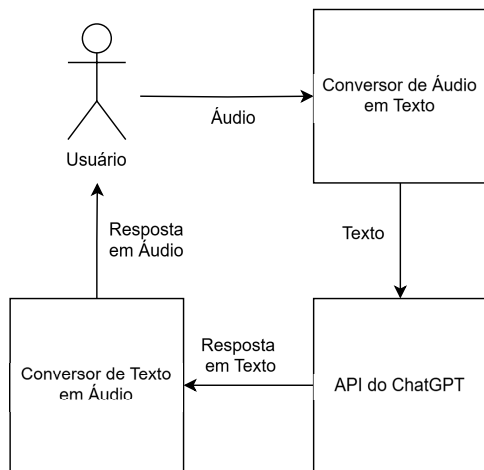 Conversor de Áudio
em Texto
Áudio
Usuário
Resposta
em Áudio
Texto
Resposta
em Texto
Conversor de Texto
em Áudio
API do ChatGPT